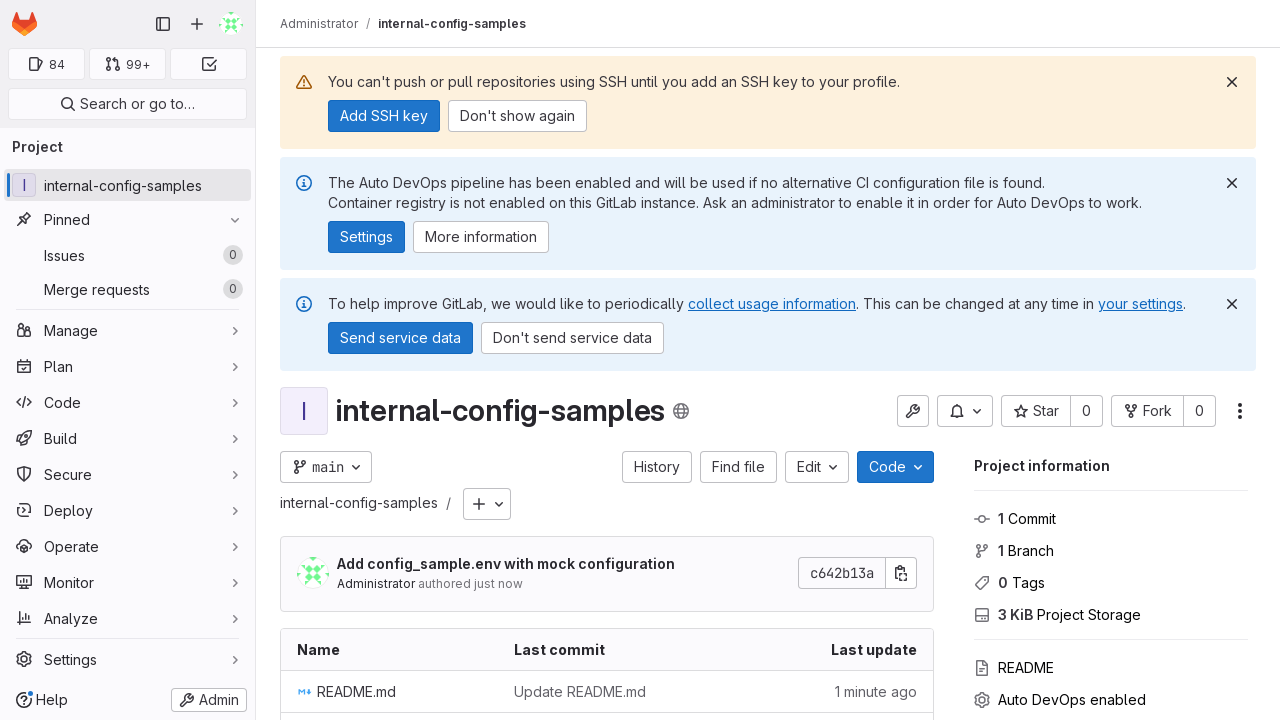 Administrator / internal-config-samples
84
99+
Search or go to…
Project
I internal-config-samples
Pinned
Issues 0
Merge requests 0
Manage
Plan
Code
Build
Secure
Deploy
Operate
Monitor
Analyze
Settings
Help
Admin
You can't push or pull repositories using SSH until you add an SSH key to your profile.
Add SSH key Don't show again
The Auto DevOps pipeline has been enabled and will be used if no alternative CI configuration file is found.
Container registry is not enabled on this GitLab instance. Ask an administrator to enable it in order for Auto DevOps to work.
Settings More information
To help improve GitLab, we would like to periodically collect usage information. This can be changed at any time in your settings.
Send service data Don't send service data
I internal-config-samples
Star 0 Fork 0
main History Find file Edit Code
internal-config-samples /
Add config_sample.env with mock configuration
Administrator authored just now
c642b13a
Name Last commit Last update
README.md Update README.md 1 minute ago
Project information
1 Commit
1 Branch
0 Tags
3 KiB Project Storage
README
Auto DevOps enabled